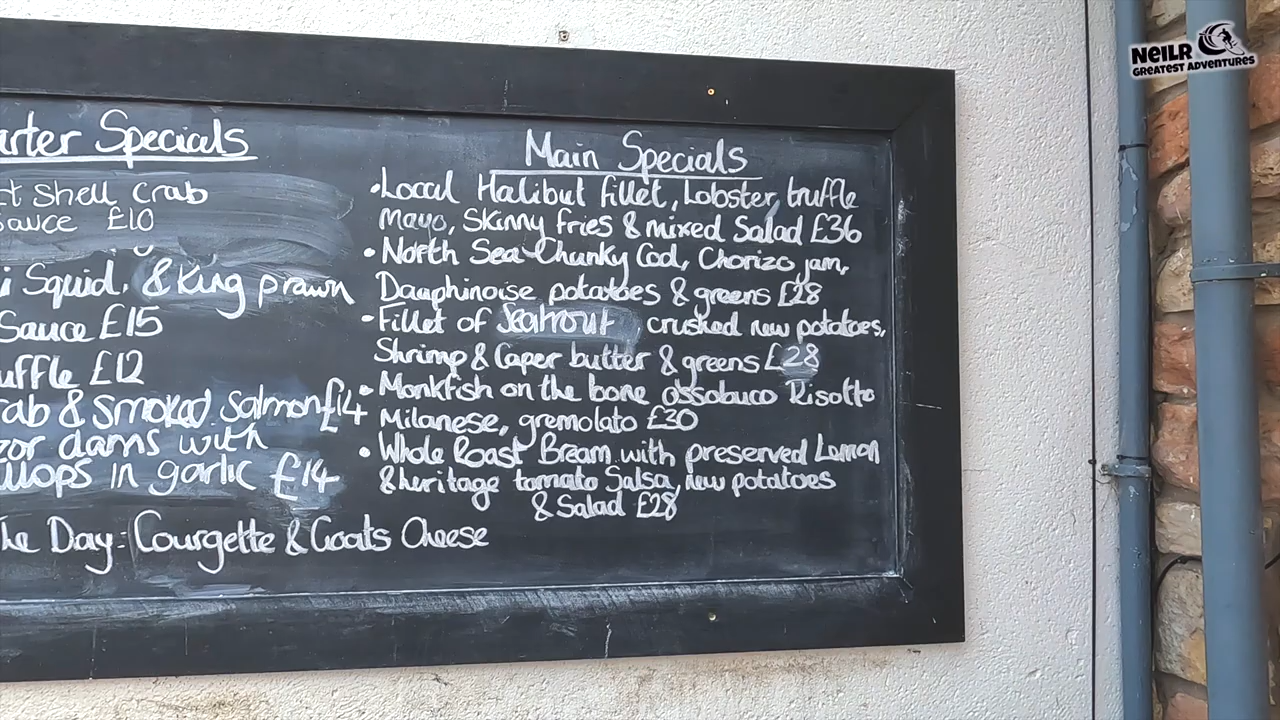 NEILR
GREATEST ADVENTURES
arter Specials
Shell Crab
Sauce £10
i Squid, & King prawn
Sauce £15
uffle £12
rab & smoked salmon £14
zor clams with
llops in garlic £14
The Day: Courgette & Goats Cheese
Main Specials
•Local Halibut fillet, Lobster, truffle
Mayo, Skinny fries & mixed Salad £36
•North Sea Chunky Cod, Chorizo jam,
Dauphinoise potatoes & greens £28
•Fillet of Seatrout crushed new potatoes,
Shrimp & Caper butter & greens £28
•Monkfish on the bone ossobuco Risotto
Milanese, gremolato £30
•Whole Roast Bream with preserved Lemon
& heritage tomato Salsa, new potatoes
& Salad £28